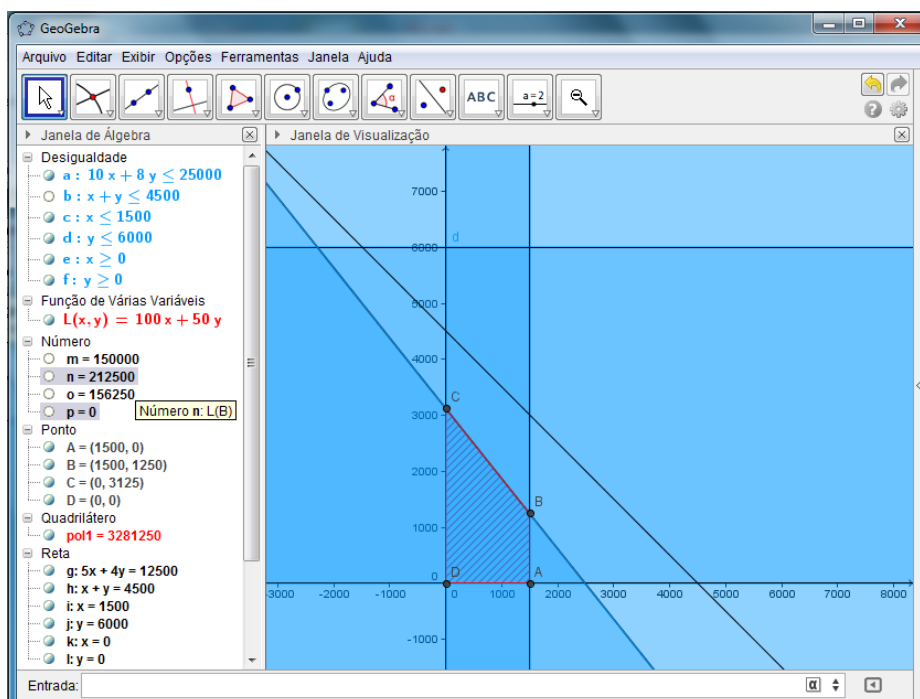 GeoGebra
Arquivo Editar Exibir Opções Ferramentas Janela Ajuda
ABC
a=2
Janela de Álgebra
Janela de Visualização
Desigualdade
a : 10 x + 8 y ≤ 25000
b : x + y ≤ 4500
c : x ≤ 1500
d : y ≤ 6000
e : x ≥ 0
f : y ≥ 0
Função de Várias Variáveis
L(x, y) = 100 x + 50 y
Número
m = 150000
n = 212500
o = 156250
p = 0
Número n: L(B)
Ponto
A = (1500, 0)
B = (1500, 1250)
C = (0, 3125)
D = (0, 0)
Quadrilátero
pol1 = 3281250
Reta
g: 5x + 4y = 12500
h: x + y = 4500
i: x = 1500
j: y = 6000
k: x = 0
l: y = 0
7000
d
6000
5000
4000
C
3000
2000
B
1000
0
D
A
-3000 -2000 -1000 0 1000 2000 3000 4000 5000 6000 7000 8000
-1000
Entrada:
α